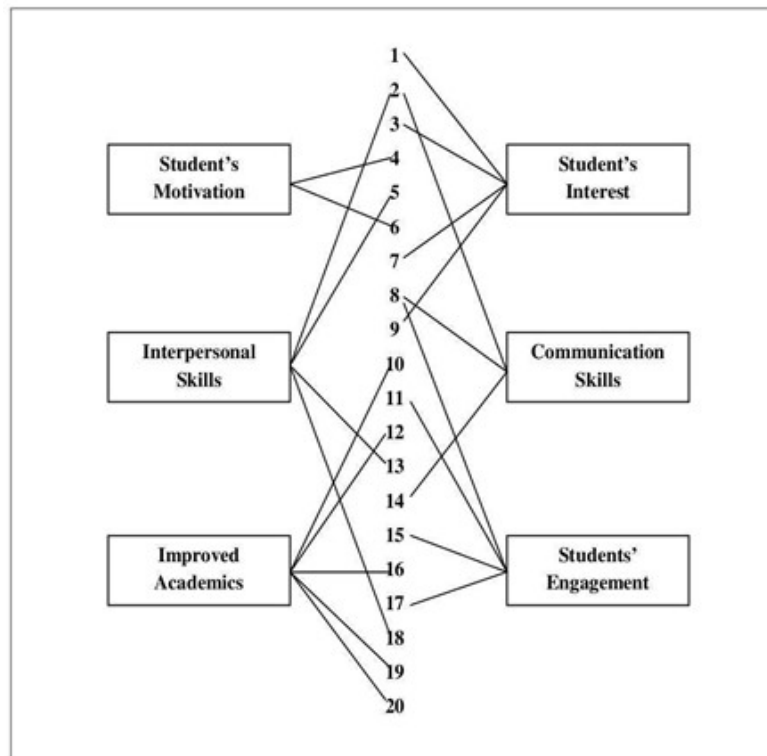 1
2
3
Student's
Motivation
4
5
6
Student's
Interest
7
8
9
Interpersonal
Skills
10
11
12
Communication
Skills
13
14
15
Improved
Academics
16
17
Students'
Engagement
18
19
20